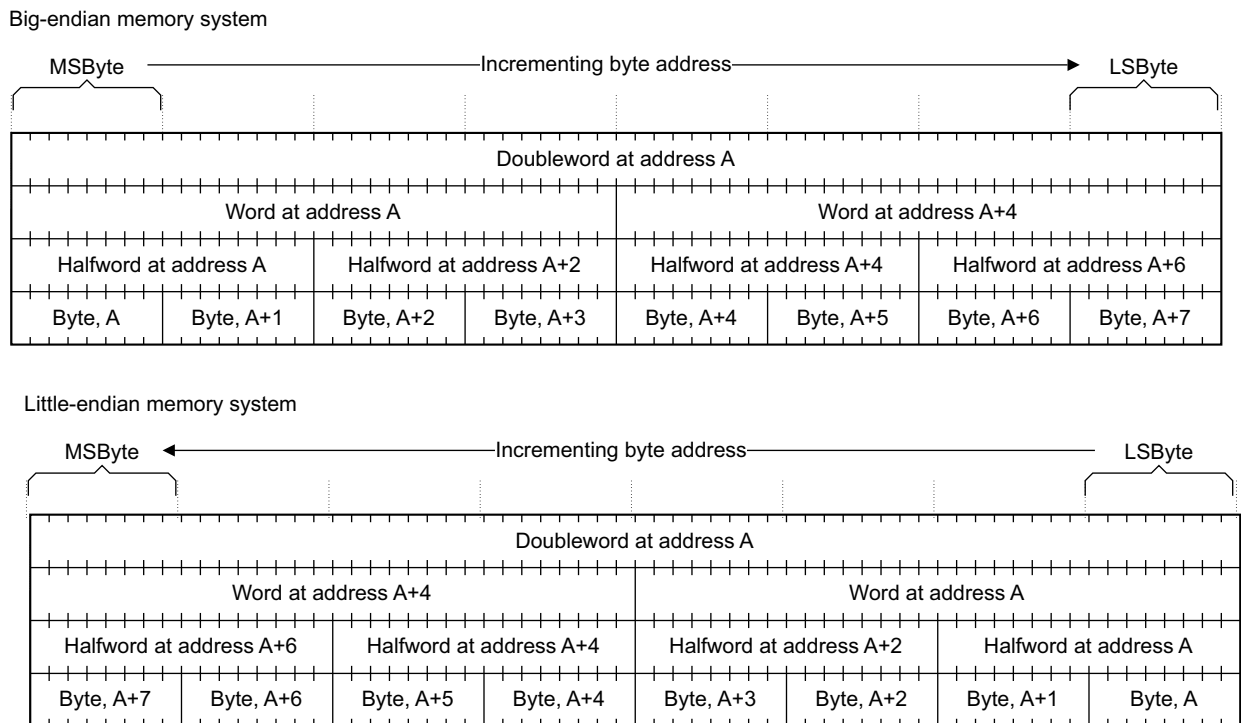 Big-endian memory system
MSByte Incrementing byte address LSByte
Doubleword at address A
Word at address A Word at address A+4
Halfword at address A Halfword at address A+2 Halfword at address A+4 Halfword at address A+6
Byte, A Byte, A+1 Byte, A+2 Byte, A+3 Byte, A+4 Byte, A+5 Byte, A+6 Byte, A+7
Little-endian memory system
MSByte Incrementing byte address LSByte
Doubleword at address A
Word at address A+4 Word at address A
Halfword at address A+6 Halfword at address A+4 Halfword at address A+2 Halfword at address A
Byte, A+7 Byte, A+6 Byte, A+5 Byte, A+4 Byte, A+3 Byte, A+2 Byte, A+1 Byte, A